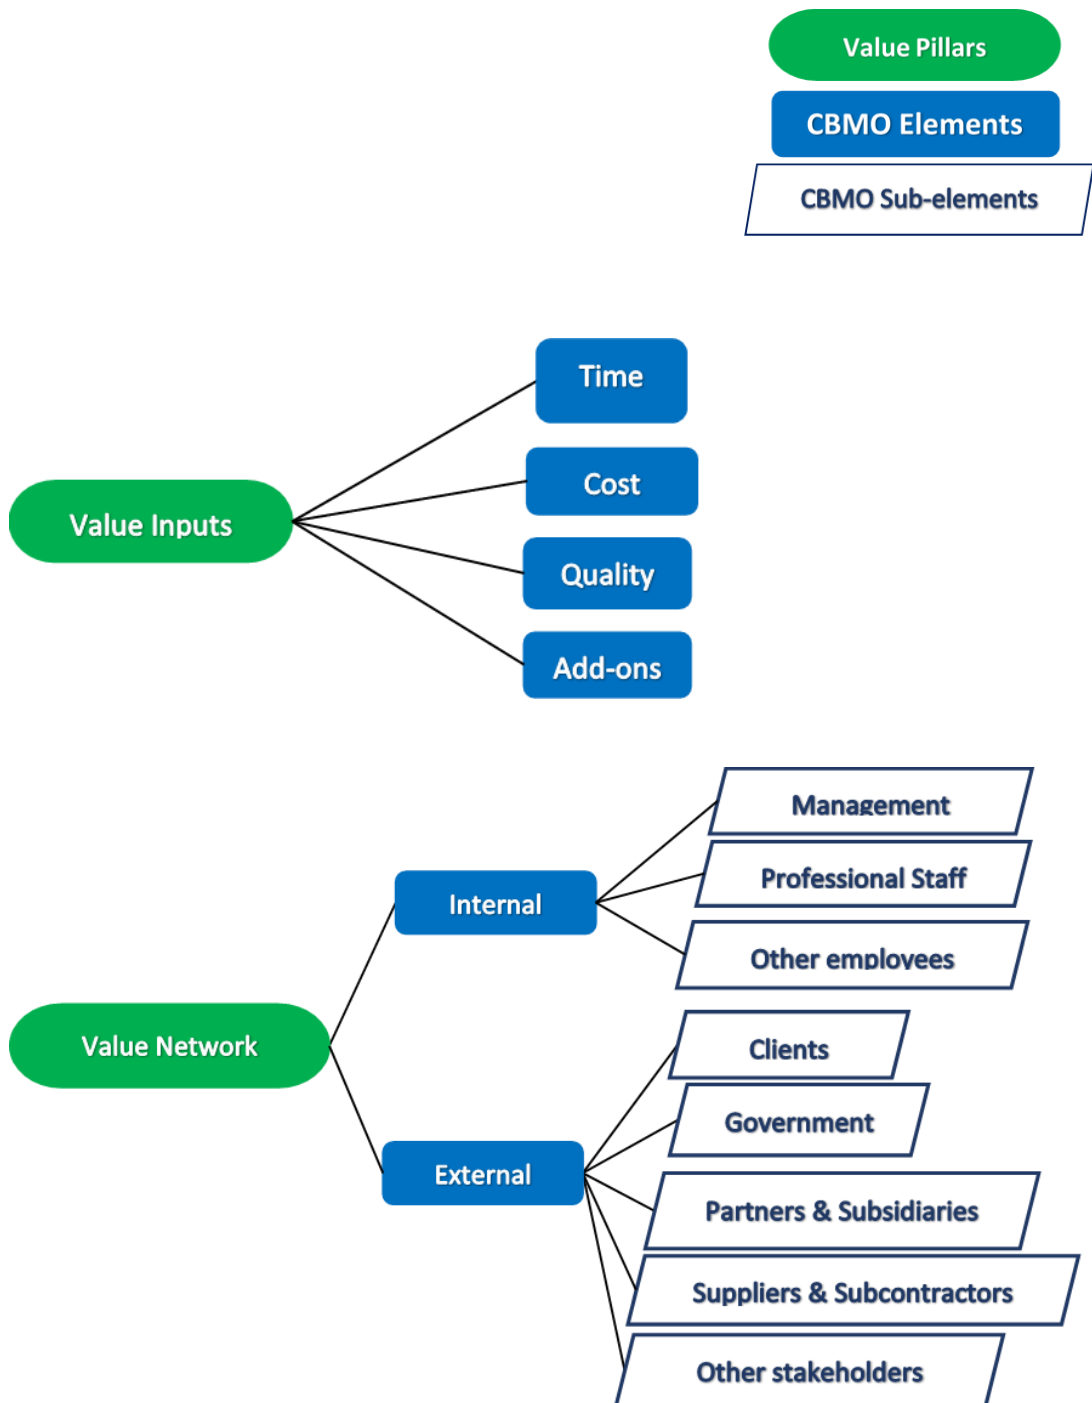 Value Pillars
CBMO Elements
CBMO Sub-elements
Time
Cost
Value Inputs
Quality
Add-ons
Management
Professional Staff
Internal
Other employees
Value Network
Clients
Government
External
Partners & Subsidiaries
Suppliers & Subcontractors
Other stakeholders